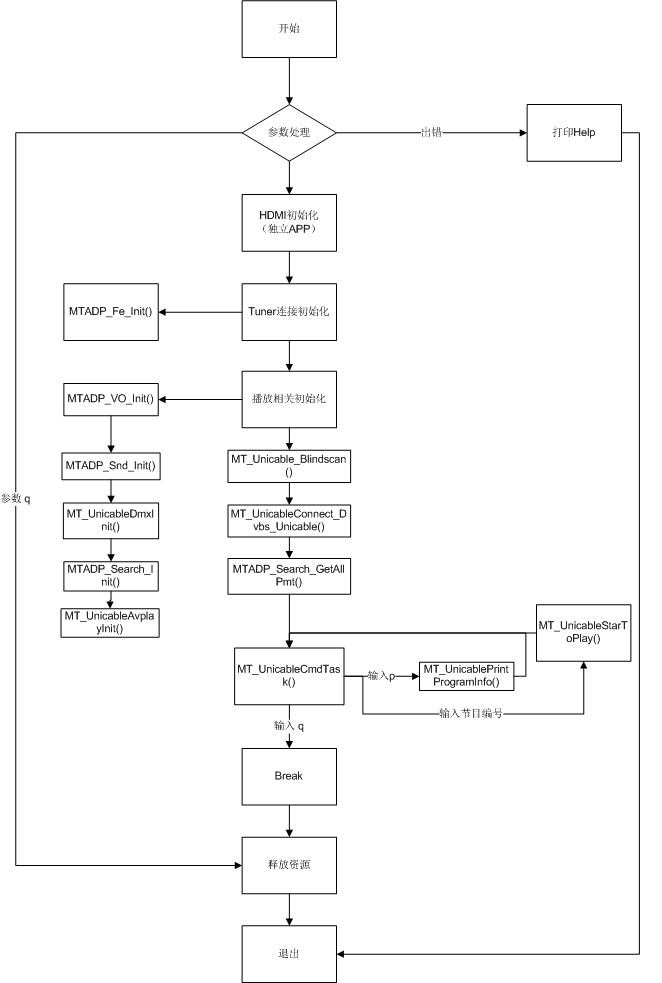 开始
参数处理
出错
打印Help
HDMI初始化
（独立APP）
MTADP_Fe_Init()
Tuner连接初始化
MTADP_VO_Init()
播放相关初始化
MTADP_Snd_Init()
MT_Unicable_Blindscan
()
参数 q
MT_UnicableDmxI
nit()
MT_UnicableConnect_D
vbs_Unicable()
MTADP_Search_I
nit()
MTADP_Search_GetAll
Pmt()
MT_UnicableAvpla
yInit()
MT_UnicableStarT
oPlay()
MT_UnicableCmdTas
k()
输入p
MT_UnicablePrint
ProgramInfo()
输入节目编号
输入 q
Break
释放资源
退出